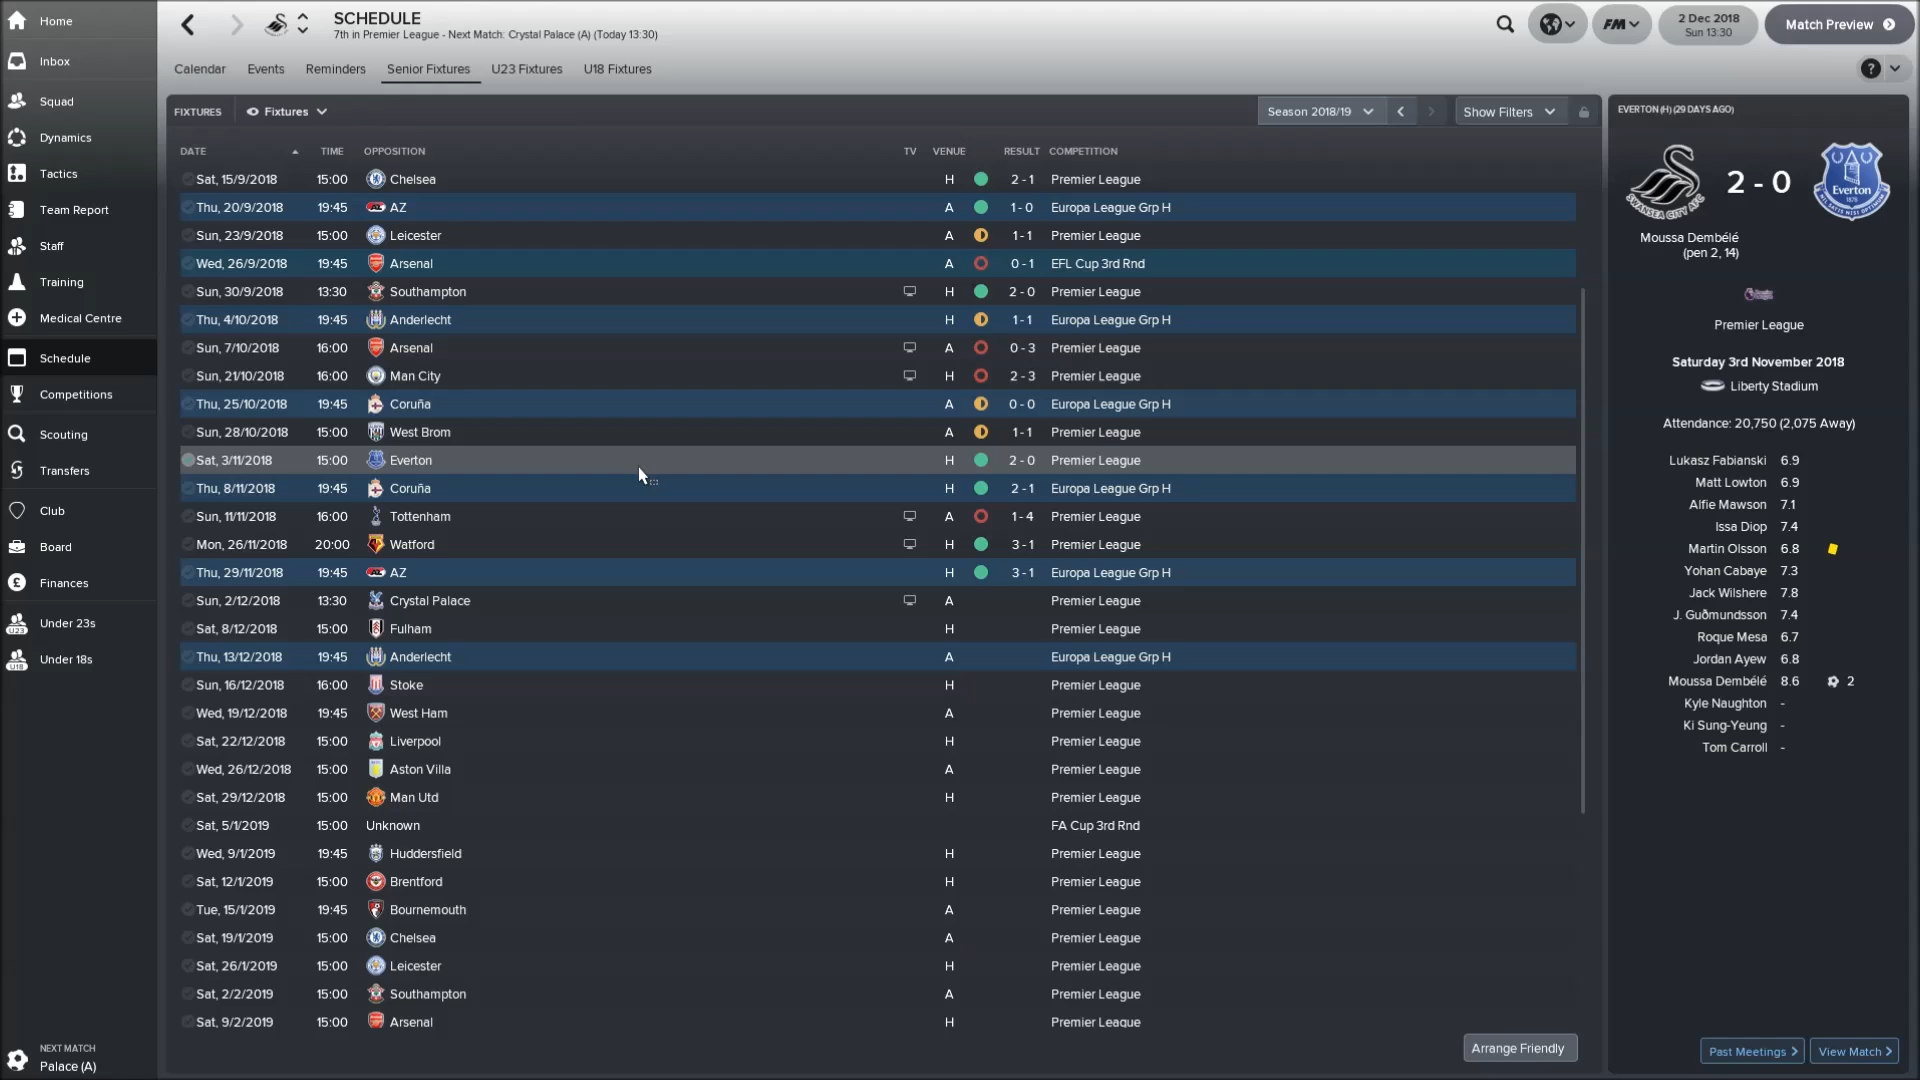 Home
Inbox
Squad
Dynamics
Tactics
Team Report
Staff
Training
Medical Centre
Schedule
Competitions
Scouting
Transfers
Club
Board
£ Finances
U23 Under 23s
U18 Under 18s
NEXT MATCH
Palace (A)
SCHEDULE
7th in Premier League - Next Match: Crystal Palace (A) (Today 13:30)
FM
2 Dec 2018
Sun 13:30
Match Preview
Calendar Events Reminders Senior Fixtures U23 Fixtures U18 Fixtures
?
FIXTURES Fixtures Season 2018/19 Show Filters
DATE TIME OPPOSITION TV VENUE RESULT COMPETITION
Sat, 15/9/2018 15:00 Chelsea H 2 - 1 Premier League
Thu, 20/9/2018 19:45 AZ A 1 - 0 Europa League Grp H
Sun, 23/9/2018 15:00 Leicester A 1 - 1 Premier League
Wed, 26/9/2018 19:45 Arsenal A 0 - 1 EFL Cup 3rd Rnd
Sun, 30/9/2018 13:30 Southampton H 2 - 0 Premier League
Thu, 4/10/2018 19:45 Anderlecht H 1 - 1 Europa League Grp H
Sun, 7/10/2018 16:00 Arsenal A 0 - 3 Premier League
Sun, 21/10/2018 16:00 Man City H 2 - 3 Premier League
Thu, 25/10/2018 19:45 Coruña A 0 - 0 Europa League Grp H
Sun, 28/10/2018 15:00 West Brom A 1 - 1 Premier League
Sat, 3/11/2018 15:00 Everton H 2 - 0 Premier League
Thu, 8/11/2018 19:45 Coruña H 2 - 1 Europa League Grp H
Sun, 11/11/2018 16:00 Tottenham A 1 - 4 Premier League
Mon, 26/11/2018 20:00 Watford H 3 - 1 Premier League
Thu, 29/11/2018 19:45 AZ H 3 - 1 Europa League Grp H
Sun, 2/12/2018 13:30 Crystal Palace A Premier League
Sat, 8/12/2018 15:00 Fulham H Premier League
Thu, 13/12/2018 19:45 Anderlecht A Europa League Grp H
Sun, 16/12/2018 16:00 Stoke H Premier League
Wed, 19/12/2018 19:45 West Ham A Premier League
Sat, 22/12/2018 15:00 Liverpool H Premier League
Wed, 26/12/2018 15:00 Aston Villa A Premier League
Sat, 29/12/2018 15:00 Man Utd H Premier League
Sat, 5/1/2019 15:00 Unknown FA Cup 3rd Rnd
Wed, 9/1/2019 19:45 Huddersfield H Premier League
Sat, 12/1/2019 15:00 Brentford H Premier League
Tue, 15/1/2019 19:45 Bournemouth A Premier League
Sat, 19/1/2019 15:00 Chelsea A Premier League
Sat, 26/1/2019 15:00 Leicester H Premier League
Sat, 2/2/2019 15:00 Southampton A Premier League
Sat, 9/2/2019 15:00 Arsenal H Premier League
Arrange Friendly
EVERTON (H) (29 DAYS AGO)
SWANSEA CITY AFC 2 - 0 Everton 1878
Moussa Dembélé
(pen 2, 14)
Premier League
Saturday 3rd November 2018
Liberty Stadium
Attendance: 20,750 (2,075 Away)
Lukasz Fabianski 6.9
Matt Lowton 6.9
Alfie Mawson 7.1
Issa Diop 7.4
Martin Olsson 6.8
Yohan Cabaye 7.3
Jack Wilshere 7.8
J. Guðmundsson 7.4
Roque Mesa 6.7
Jordan Ayew 6.8
Moussa Dembélé 8.6 2
Kyle Naughton -
Ki Sung-Yeung -
Tom Carroll -
Past Meetings View Match